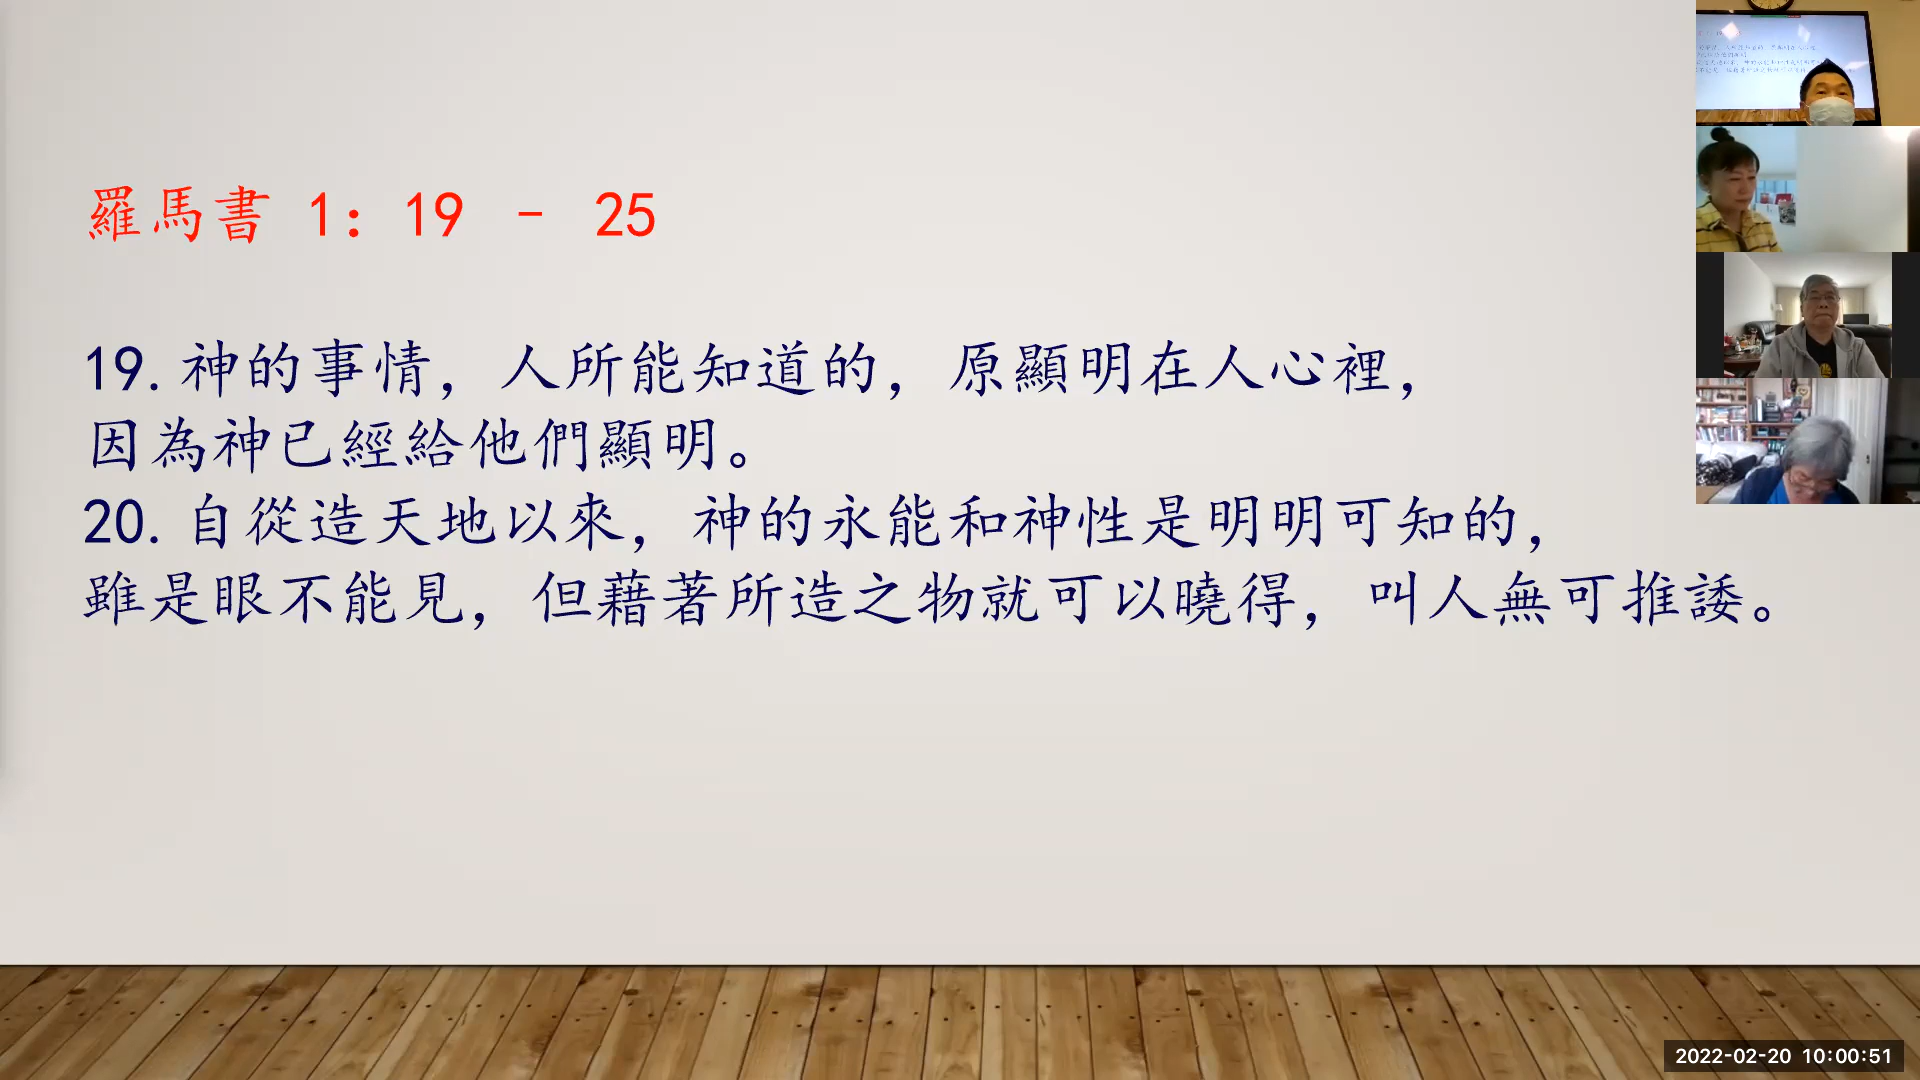 羅馬書 1：19 - 25
19. 神的事情，人所能知道的，原顯明在人心裡，
因為神已經給他們顯明。
20. 自從造天地以來，神的永能和神性是明明可知的，
雖是眼不能見，但藉著所造之物就可以曉得，叫人無可推諉。
2022-02-20 10:00:51